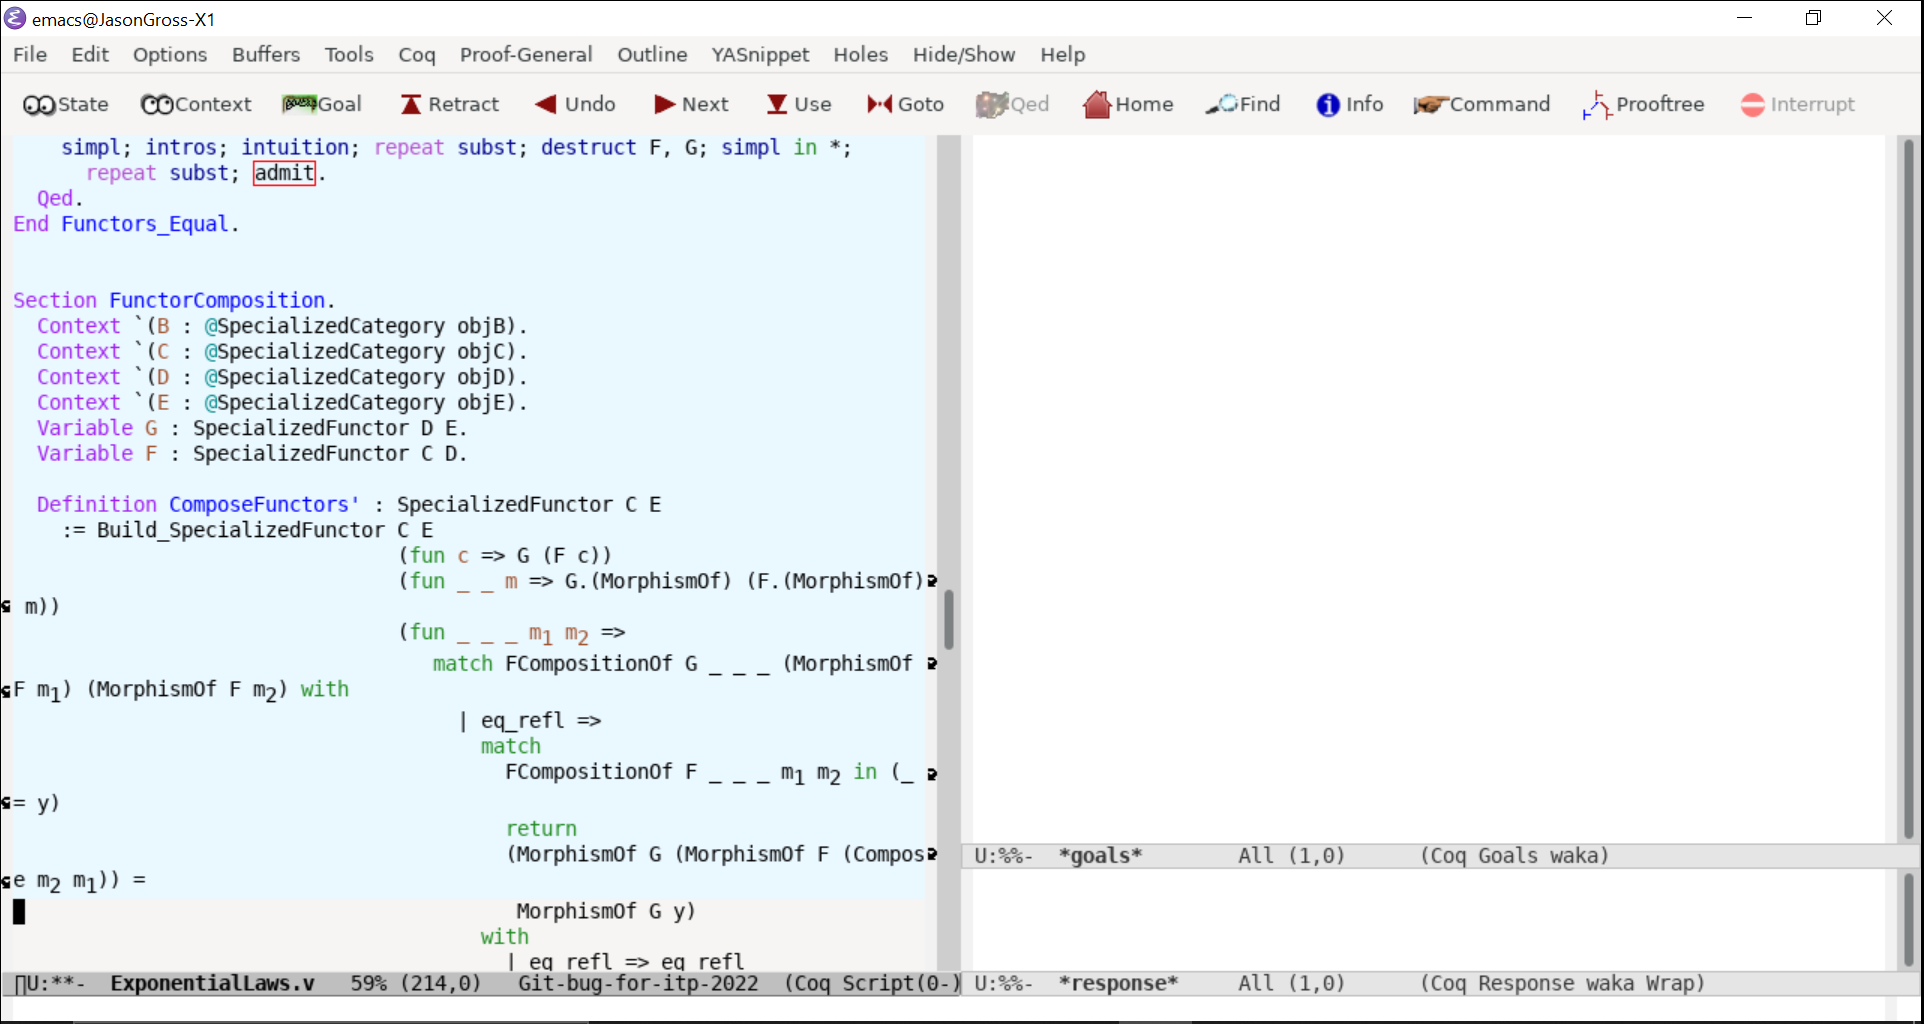 emacs@JasonGross-X1
File Edit Options Buffers Tools Coq Proof-General Outline YASnippet Holes Hide/Show Help
State Context Goal Retract Undo Next Use Goto Qed Home Find Info Command Prooftree Interrupt
simpl; intros; intuition; repeat subst; destruct F, G; simpl in *;
repeat subst; admit.
Qed.
End Functors_Equal.
Section FunctorComposition.
Context `(B : @SpecializedCategory objB).
Context `(C : @SpecializedCategory objC).
Context `(D : @SpecializedCategory objD).
Context `(E : @SpecializedCategory objE).
Variable G : SpecializedFunctor D E.
Variable F : SpecializedFunctor C D.
Definition ComposeFunctors' : SpecializedFunctor C E
:= Build_SpecializedFunctor C E
(fun c => G (F c))
(fun _ _ m => G.(MorphismOf) (F.(MorphismOf)
m))
(fun _ _ _ m₁ m₂ =>
match FCompositionOf G _ _ _ (MorphismOf
F m₁) (MorphismOf F m₂) with
| eq_refl =>
match
FCompositionOf F _ _ _ m₁ m₂ in (_
= y)
return
(MorphismOf G (MorphismOf F (Compos
e m₂ m₁)) =
MorphismOf G y)
with
| eq_refl => eq_refl
U:**- ExponentialLaws.v 59% (214,0) Git-bug-for-itp-2022 (Coq Script(0-)
U:%%- *goals* All (1,0) (Coq Goals waka)
U:%%- *response* All (1,0) (Coq Response waka Wrap)